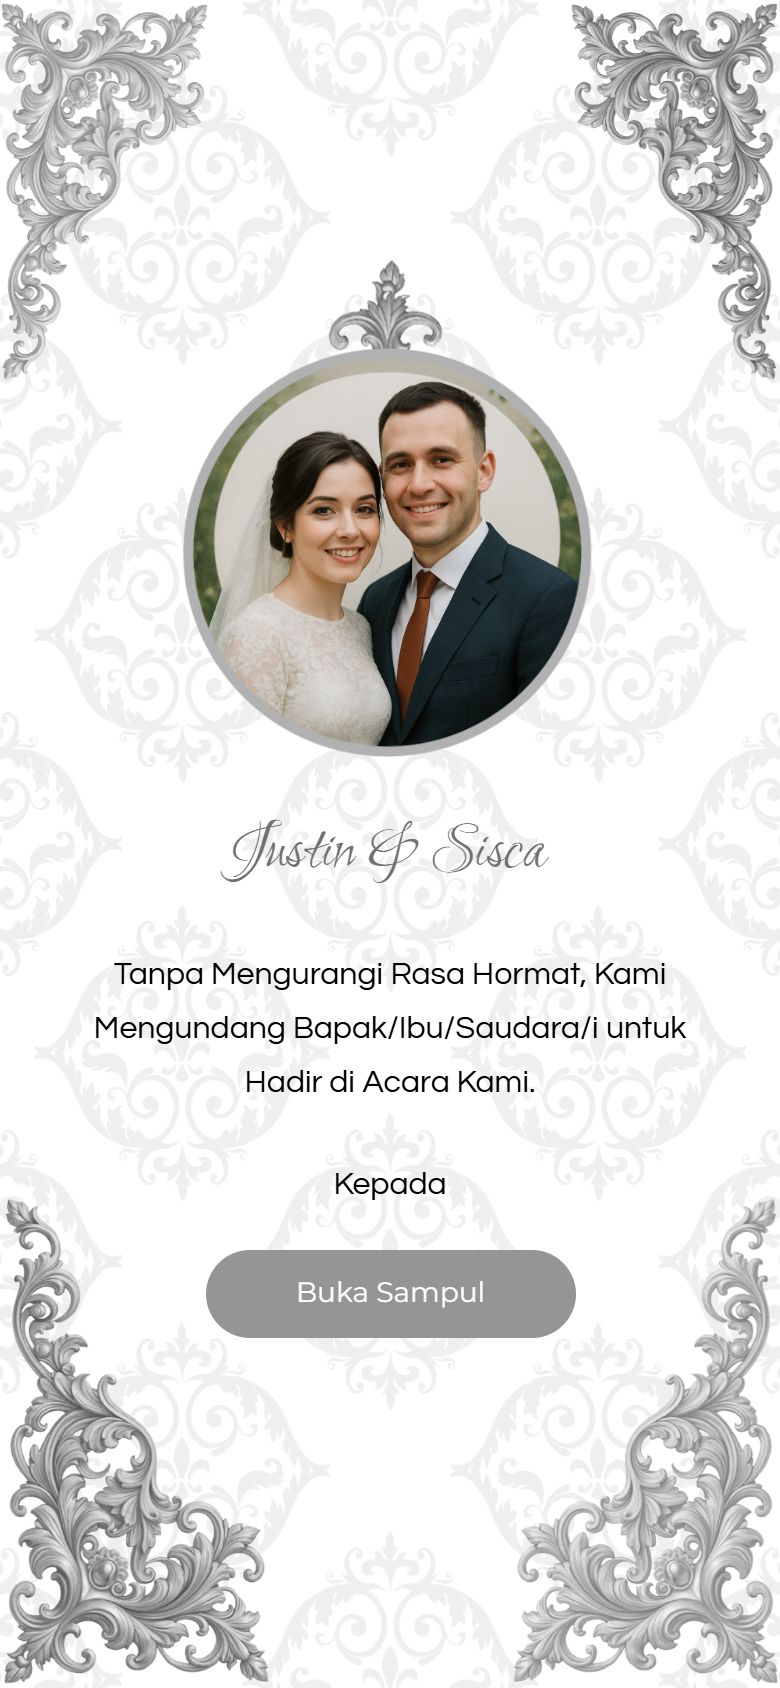 Justin & Sisca
Tanpa Mengurangi Rasa Hormat, Kami
Mengundang Bapak/Ibu/Saudara/i untuk
Hadir di Acara Kami.
Kepada
Buka Sampul